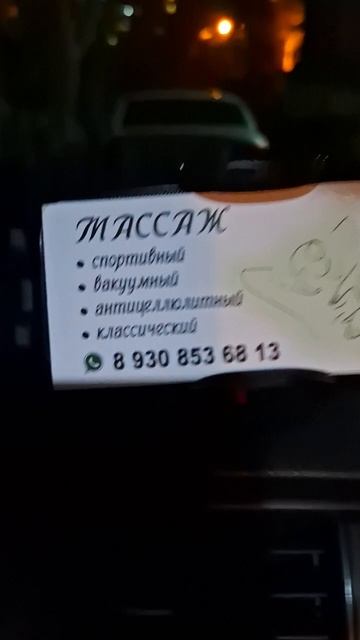 МАССАЖ
• спортивный
• вакуумный
• антицеллюлитный
• классический
8 930 853 68 13